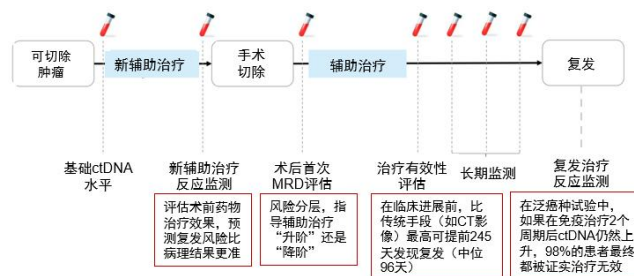 可切除
肿瘤
新辅助治疗
手术
切除
辅助治疗
复发
基础ctDNA
水平
新辅助治疗
反应监测
术后首次
MRD评估
治疗有效性
评估
长期监测
复发治疗
反应监测
评估术前药物
治疗效果，预
测复发风险比
病理结果更准
风险分层，指
导辅助治疗
“升阶”还是
“降阶”
在临床进展前，比
传统手段（如CT影
像）最高可提前245
天发现复发（中位
96天）
在泛癌种试验中，
如果在免疫治疗2个
周期后ctDNA仍然上
升，98%的患者最终
都被证实治疗无效